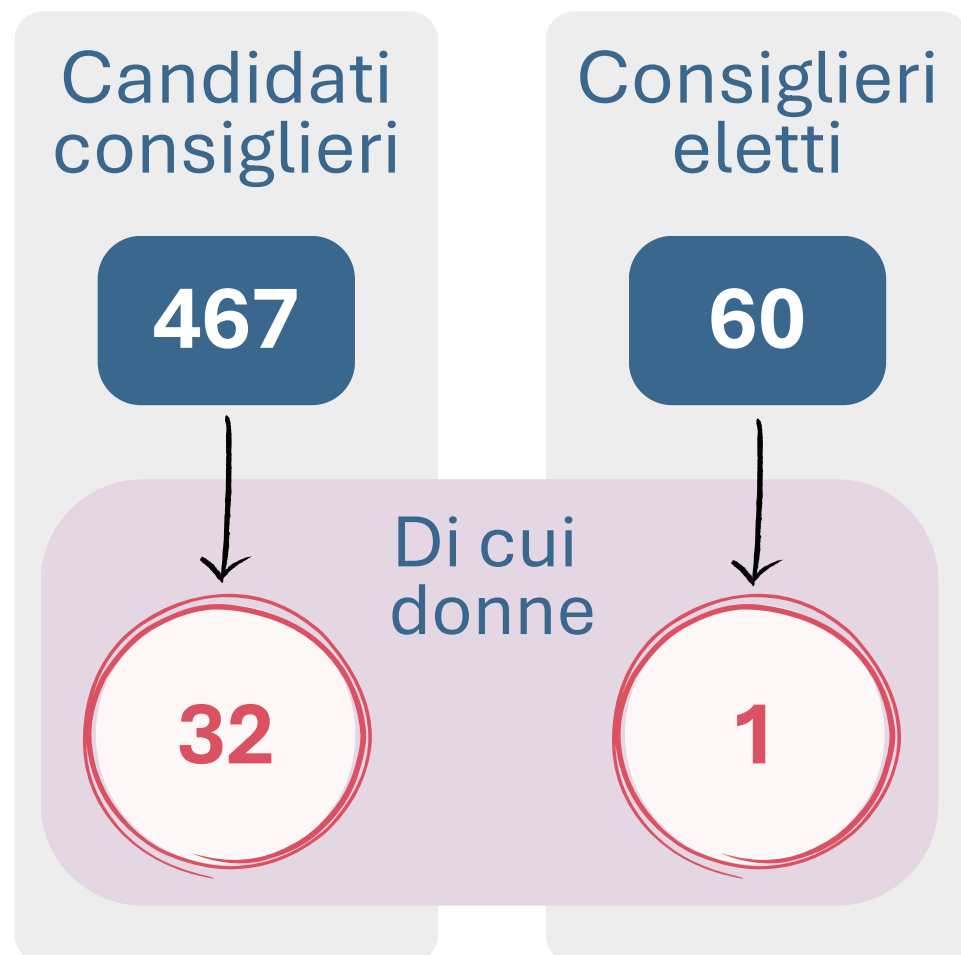 Candidati
consiglieri
467
Consiglieri
eletti
60
Di cui
donne
32
1